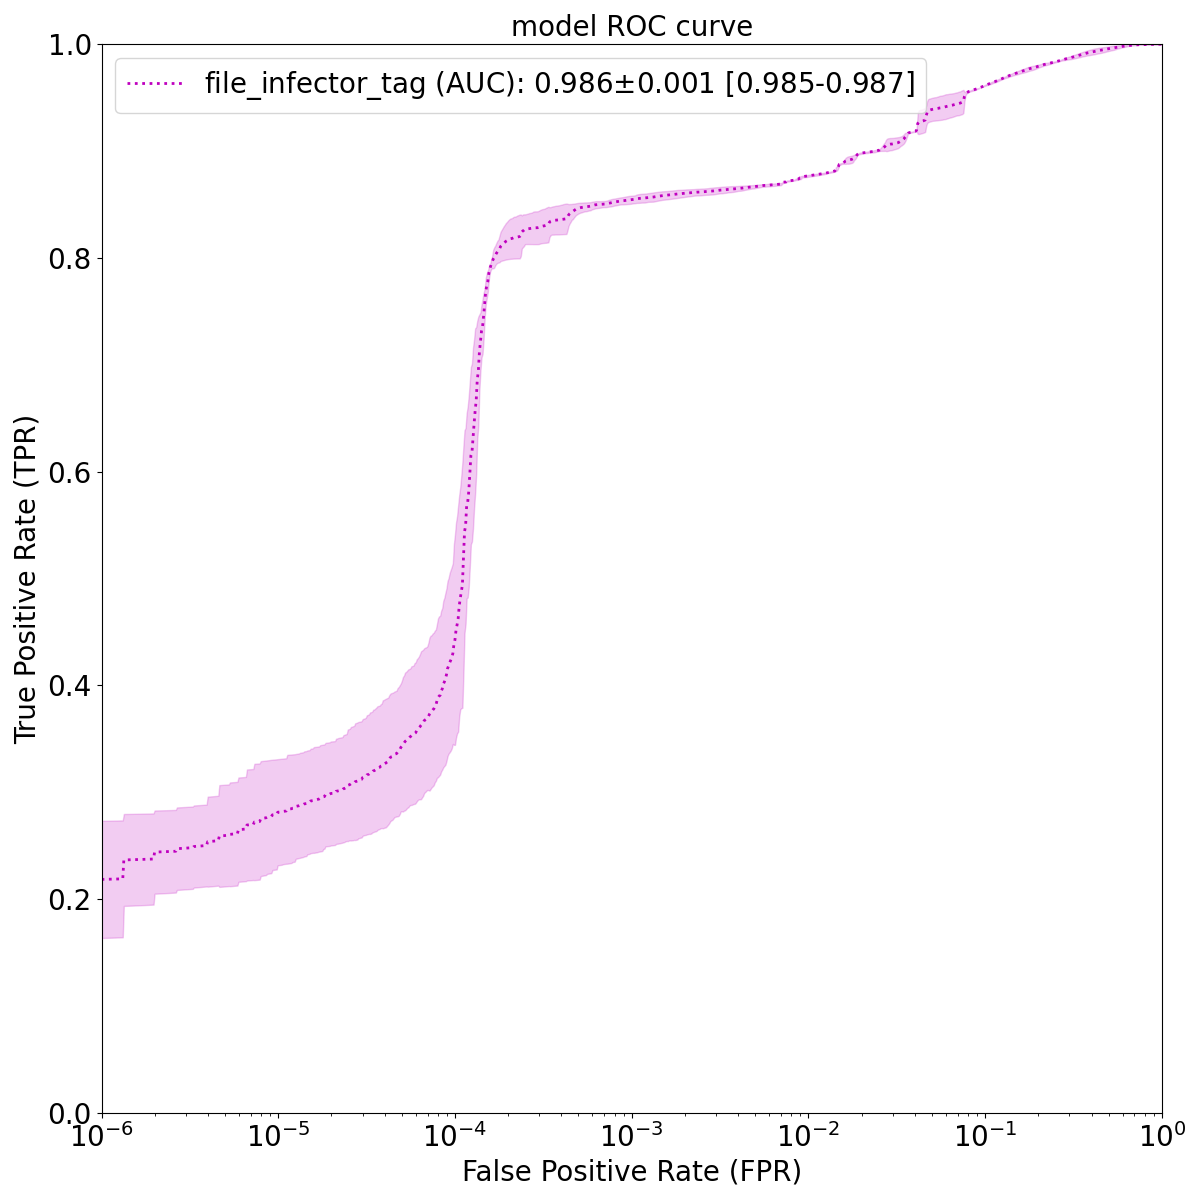 model ROC curve
file_infector_tag (AUC): 0.986±0.001 [0.985-0.987]
1.0
0.8
0.6
0.4
0.2
0.0
True Positive Rate (TPR)
10⁻⁶ 10⁻⁵ 10⁻⁴ 10⁻³ 10⁻² 10⁻¹ 10⁰
False Positive Rate (FPR)